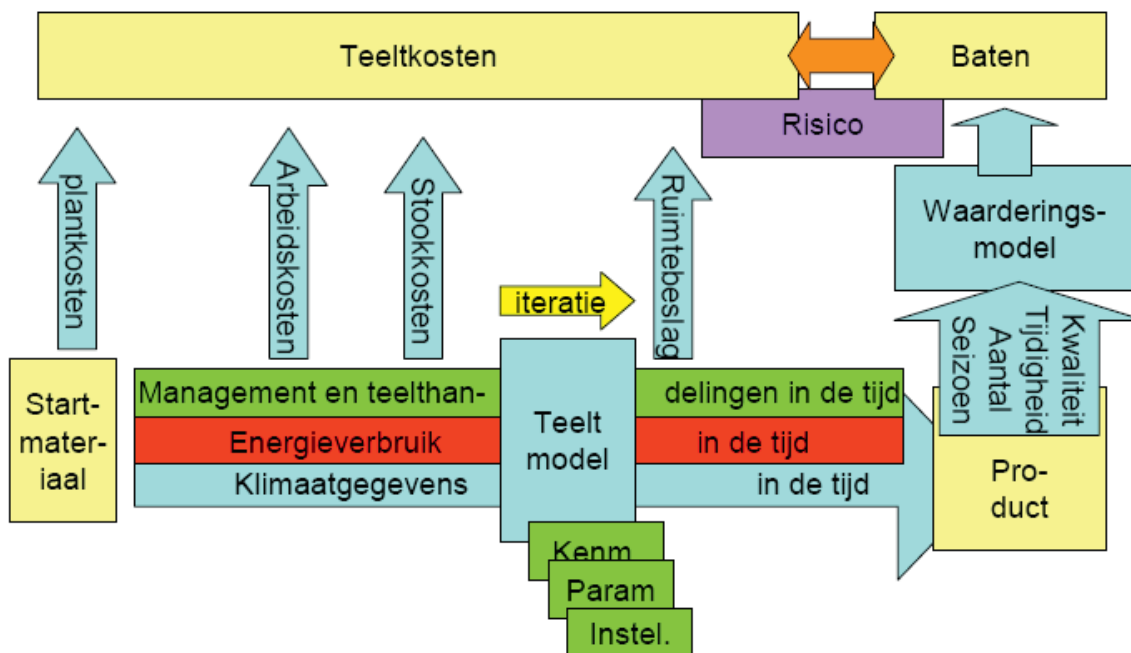 Teeltkosten
Baten
Risico
plantkosten
Arbeidskosten
Stookkosten
Ruimtebeslag
iteratie
Waarderings-
model
Kwaliteit
Tijdigheid
Aantal
Seizoen
Start-
mater-
iaal
Management en teelthan-
delingen in de tijd
Energieverbruik
in de tijd
Klimaatgegevens
in de tijd
Teelt
model
Pro-
duct
Kenm
Param
Instel.